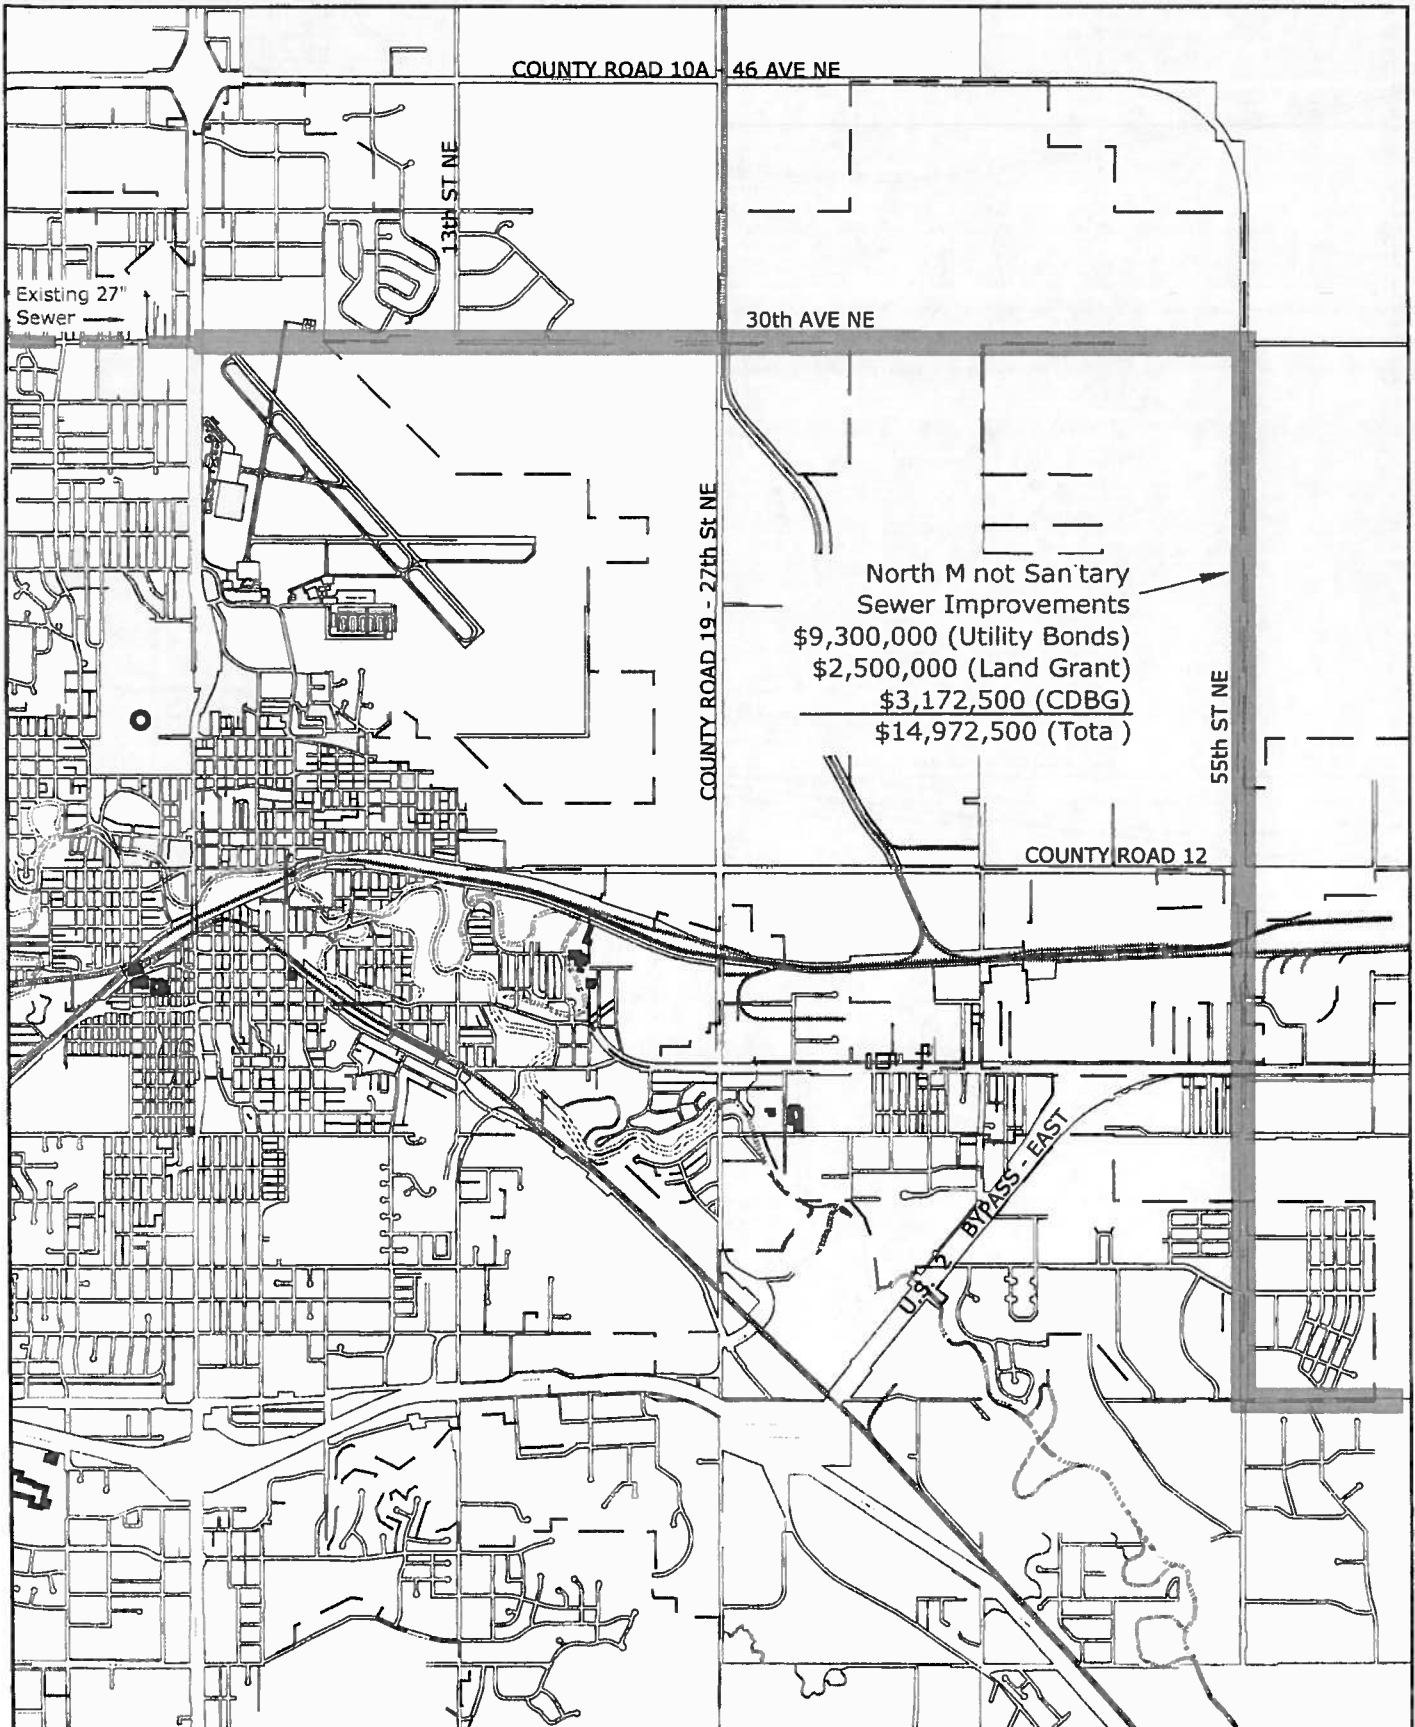 COUNTY ROAD 10A - 46 AVE NE
13th ST NE
Existing 27"
Sewer
30th AVE NE
COUNTY ROAD 19 - 27th St NE
North M not San tary
Sewer Improvements
$9,300,000 (Utility Bonds)
$2,500,000 (Land Grant)
$3,172,500 (CDBG)
$14,972,500 (Tota )
55th ST NE
COUNTY ROAD 12
U.S. 2 BYPASS - EAST